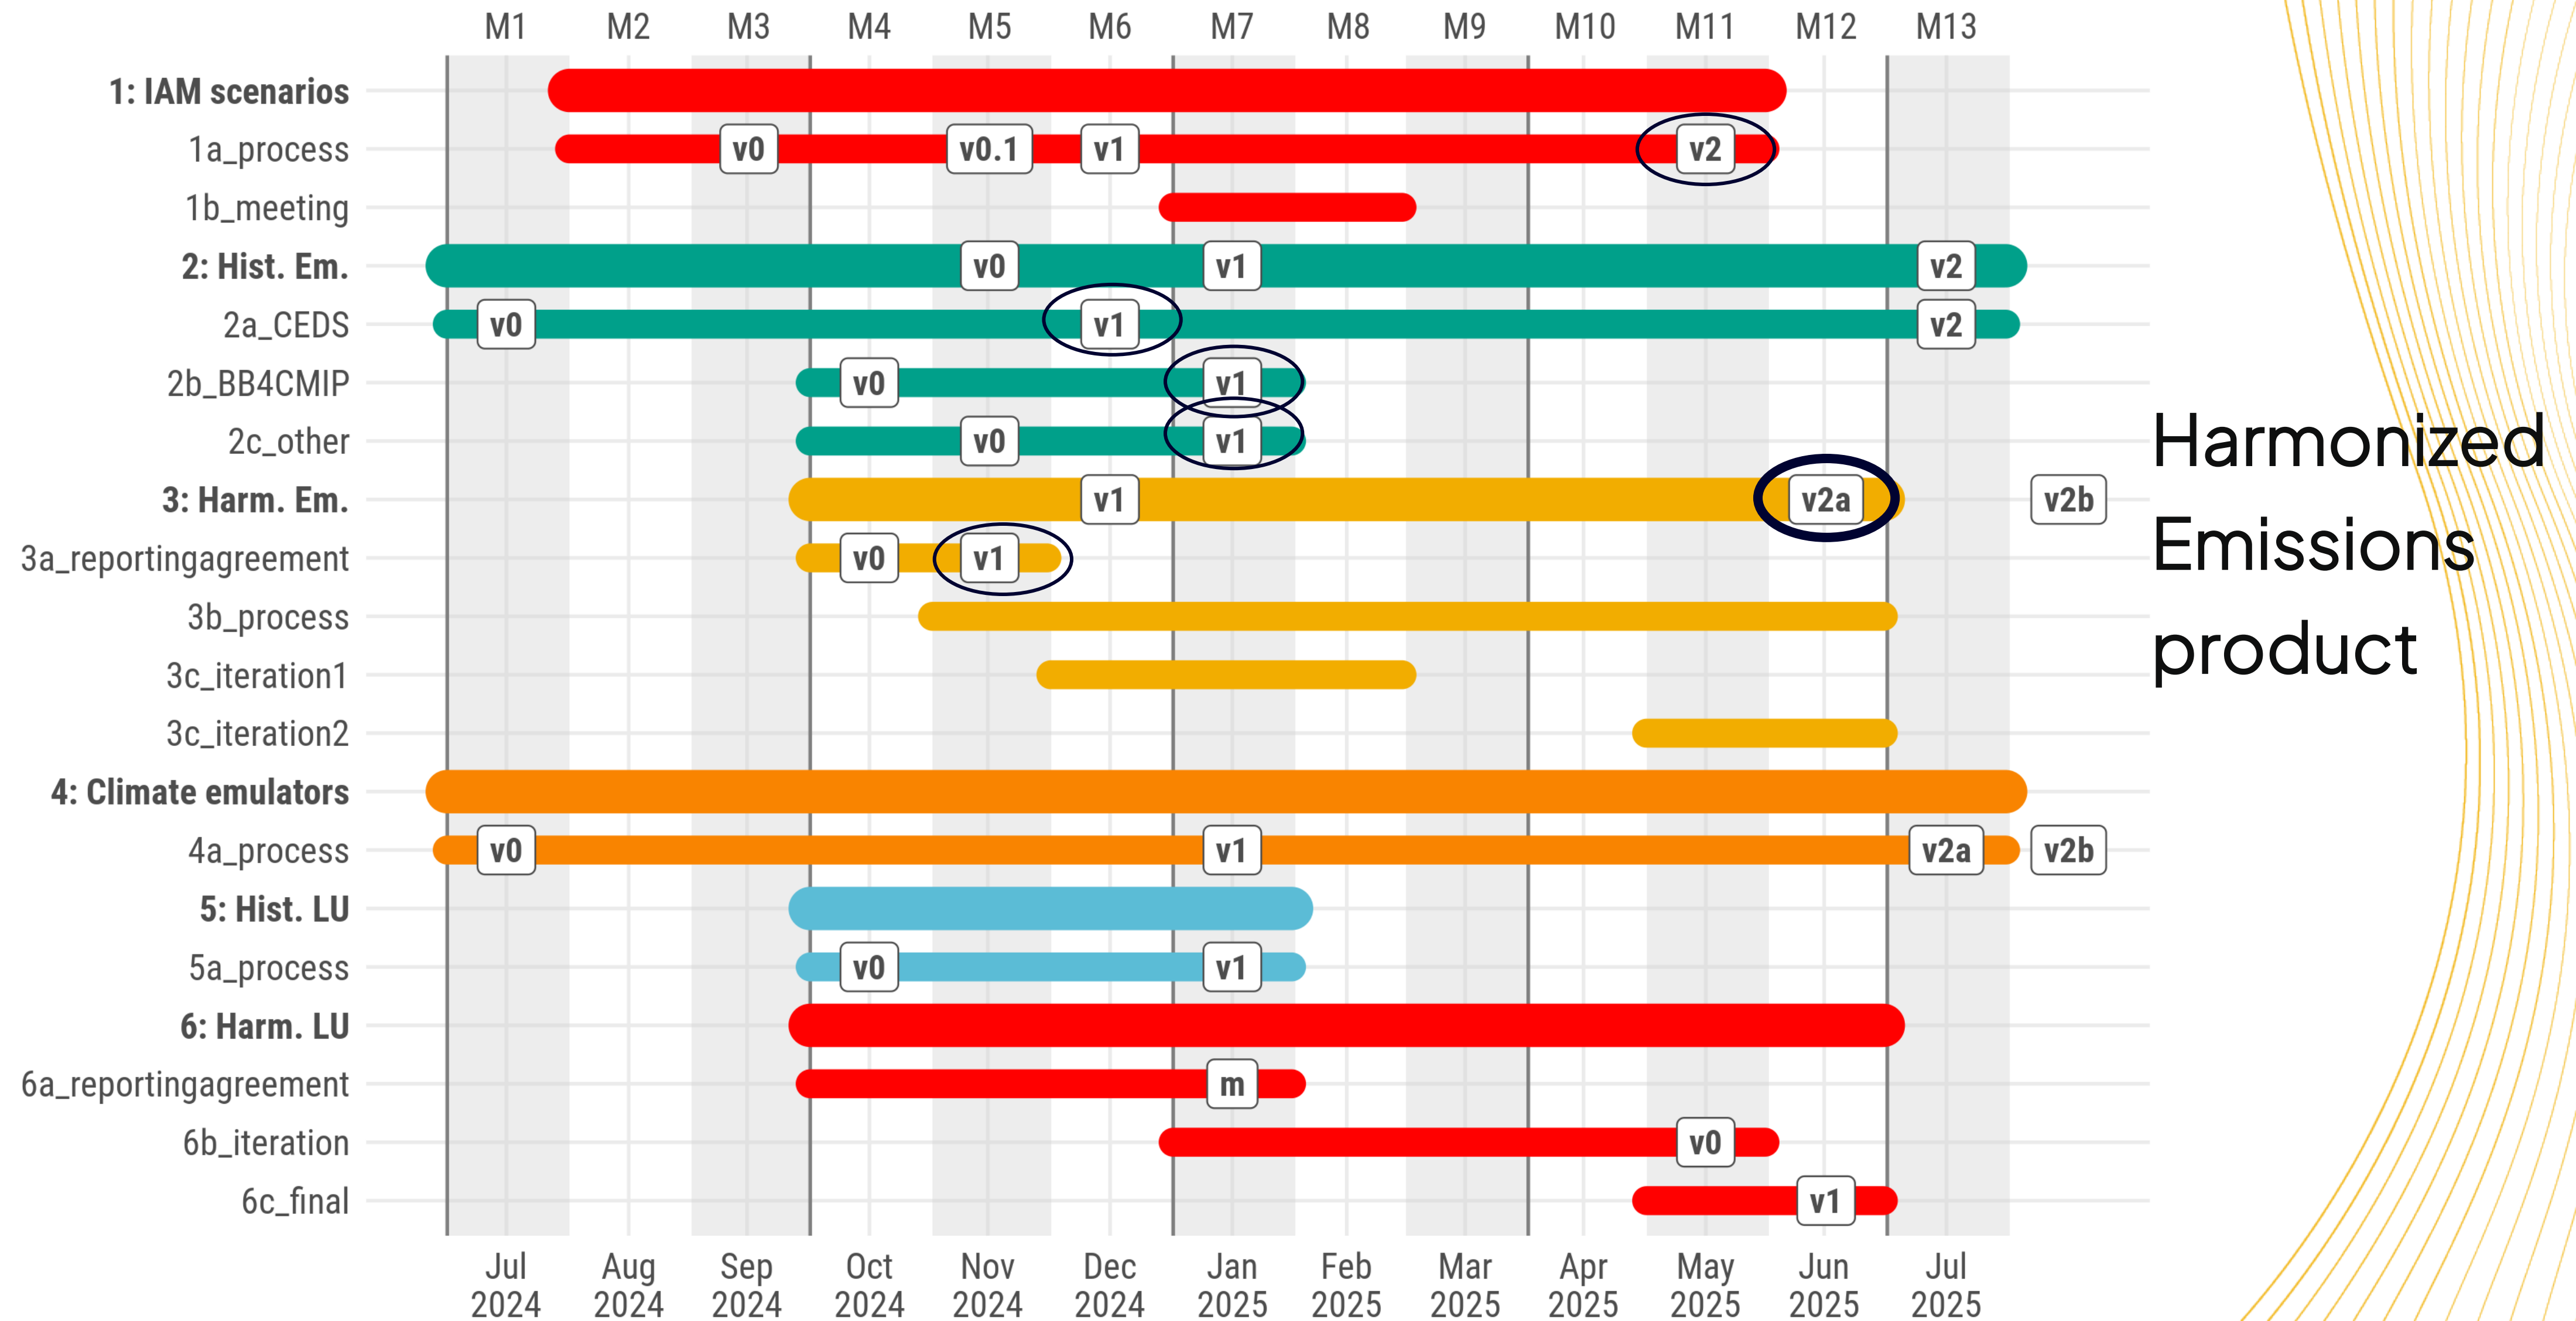 M1 M2 M3 M4 M5 M6 M7 M8 M9 M10 M11 M12 M13
1: IAM scenarios
1a_process v0 v0.1 v1 v2
1b_meeting
2: Hist. Em. v0 v1 v2
2a_CEDS v0 v1 v2
2b_BB4CMIP v0 v1
2c_other v0 v1
3: Harm. Em. v1 v2a v2b
3a_reportingagreement v0 v1
3b_process
3c_iteration1
3c_iteration2
4: Climate emulators
4a_process v0 v1 v2a v2b
5: Hist. LU
5a_process v0 v1
6: Harm. LU
6a_reportingagreement m
6b_iteration v0
6c_final v1
Jul Aug Sep Oct Nov Dec Jan Feb Mar Apr May Jun Jul
2024 2024 2024 2024 2024 2024 2025 2025 2025 2025 2025 2025 2025
Harmonized
Emissions
product